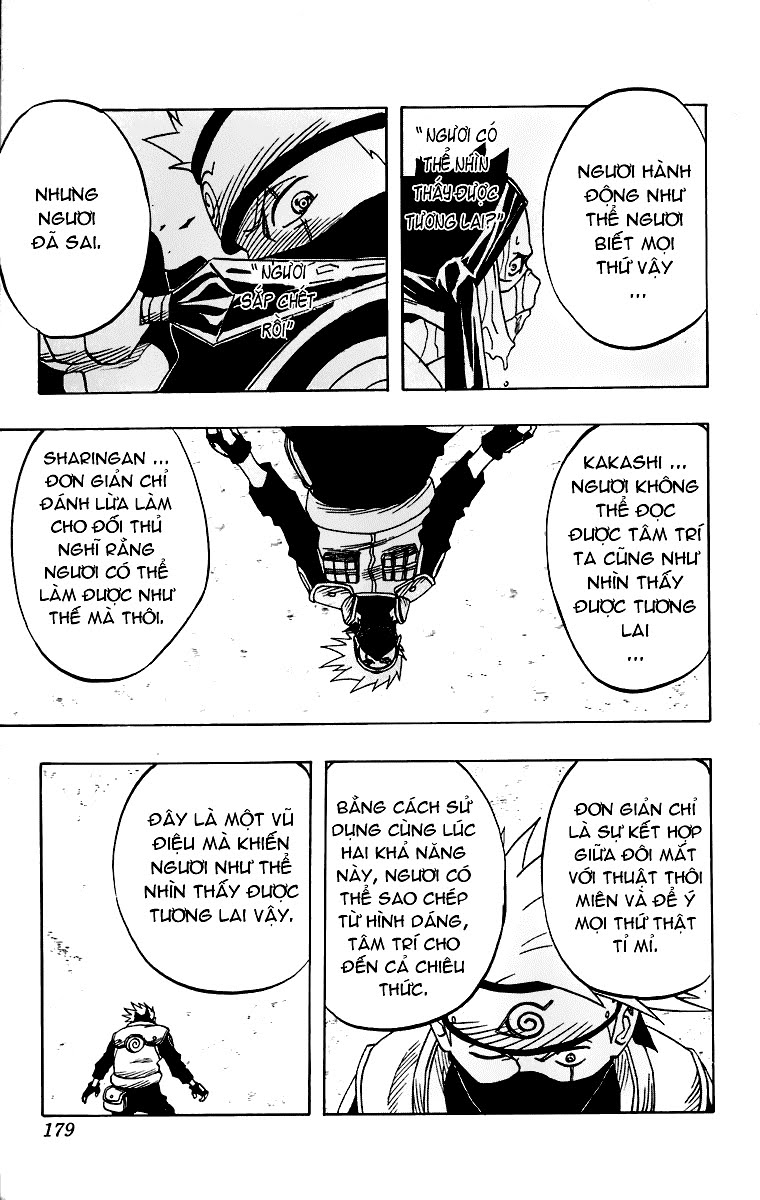 NGƯƠI HÀNH
ĐỘNG NHƯ
THỂ NGƯƠI
BIẾT MỌI
THỨ VẬY
...
"NGƯƠI CÓ
THỂ NHÌN
THẤY ĐƯỢC
TƯƠNG LAI?"
NHƯNG
NGƯƠI
ĐÃ SAI.
"NGƯƠI
SẮP CHẾT
RỒI"
KAKASHI ...
NGƯƠI KHÔNG
THỂ ĐỌC
ĐƯỢC TÂM TRÍ
TA CŨNG NHƯ
NHÌN THẤY
ĐƯỢC TƯƠNG
LAI
...
SHARINGAN ...
ĐƠN GIẢN CHỈ
ĐÁNH LỪA LÀM
CHO ĐỐI THỦ
NGHĨ RẰNG
NGƯƠI CÓ THỂ
LÀM ĐƯỢC NHƯ
THẾ MÀ THÔI.
ĐƠN GIẢN CHỈ
LÀ SỰ KẾT HỢP
GIỮA ĐÔI MẮT
VỚI THUẬT THÔI
MIÊN VÀ ĐỂ Ý
MỌI THỨ THẬT
TỈ MỈ.
BẰNG CÁCH SỬ
DỤNG CÙNG LÚC
HAI KHẢ NĂNG
NÀY, NGƯƠI CÓ
THỂ SAO CHÉP
TỪ HÌNH DÁNG,
TÂM TRÍ CHO
ĐẾN CẢ CHIÊU
THỨC.
ĐÂY LÀ MỘT VŨ
ĐIỆU MÀ KHIẾN
NGƯƠI NHƯ THỂ
NHÌN THẤY ĐƯỢC
TƯƠNG LAI VẬY.
179